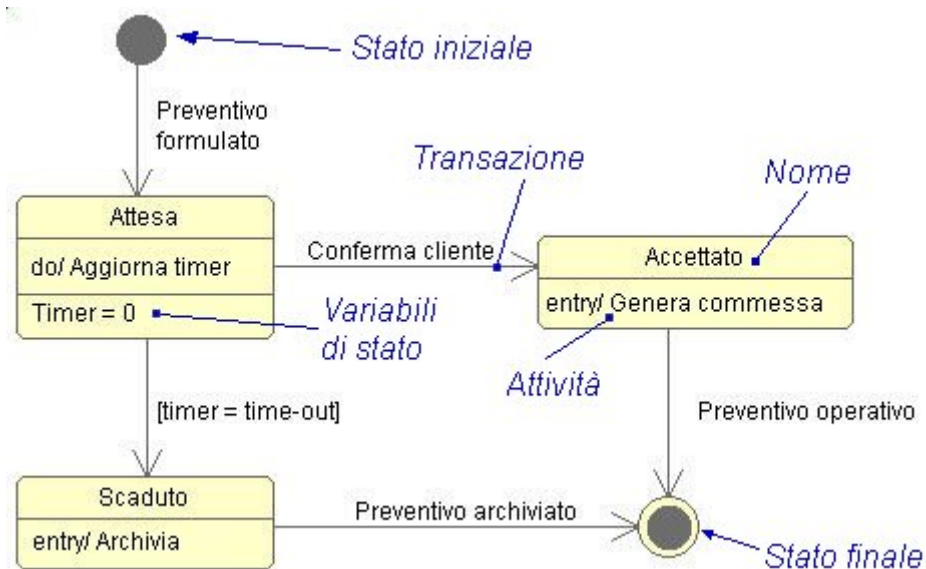 Stato iniziale
Preventivo
formulato
Transazione
Nome
Attesa
do/ Aggiorna timer
Timer = 0
Conferma cliente
Accettato
entry/ Genera commessa
Variabili
di stato
Attività
[timer = time-out]
Preventivo operativo
Scaduto
entry/ Archivia
Preventivo archiviato
Stato finale